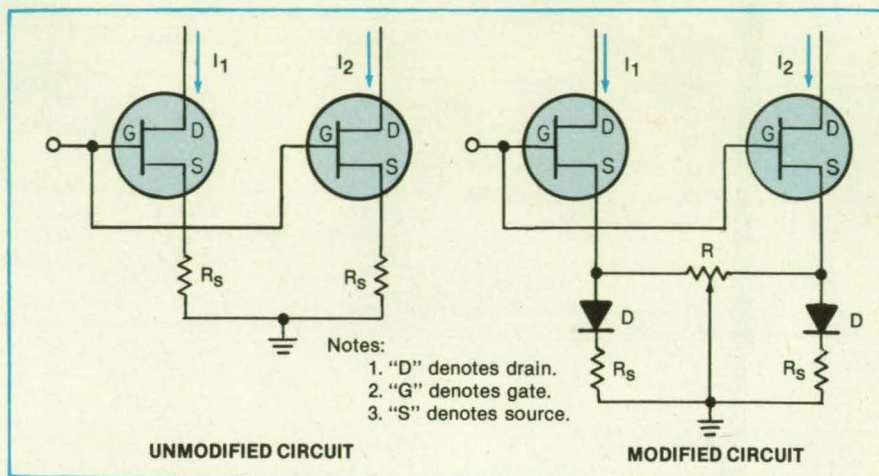 I1
I2
G
D
S
G
D
S
RS
RS
UNMODIFIED CIRCUIT
Notes:
1. “D” denotes drain.
2. “G” denotes gate.
3. “S” denotes source.
I1
I2
G
D
S
G
D
S
R
D
D
RS
RS
MODIFIED CIRCUIT